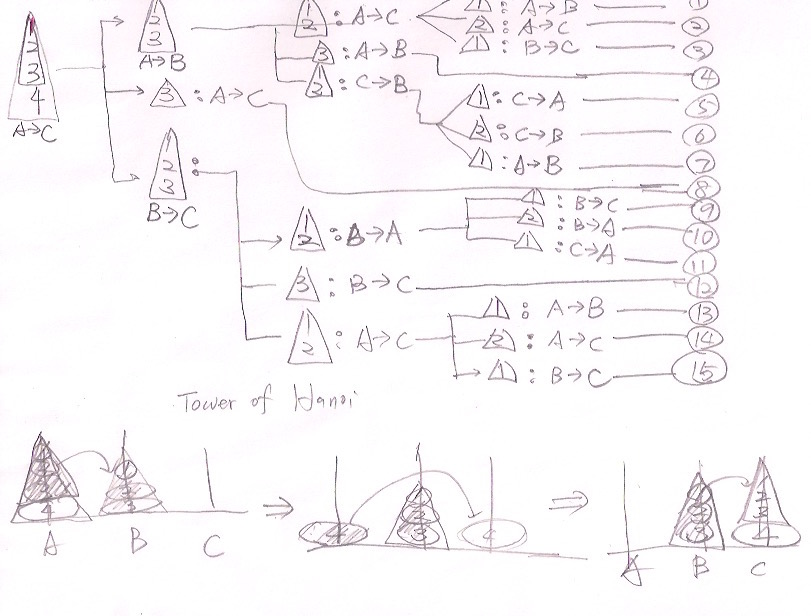 1 2 3 4 A→C
1 2 3 A→B
1 2 : A→C
1 : A→B 1
2 : A→C 2
1 : B→C 3
3 : A→B 4
1 2 : C→B
1 : C→A 5
2 : C→B 6
1 : A→B 7
3 : A→C 8
1 2 3 : B→C
1 2 : B→A
1 : B→C 9
2 : B→A 10
1 : C→A 11
3 : B→C 12
1 2 : A→C
1 : A→B 13
2 : A→C 14
1 : B→C 15
Tower of Hanoi
1 2 3 4 1 2 3 ⇒ 4 1 2 3 4 ⇒ 1 2 3 1 2 3 4
A B C A B C